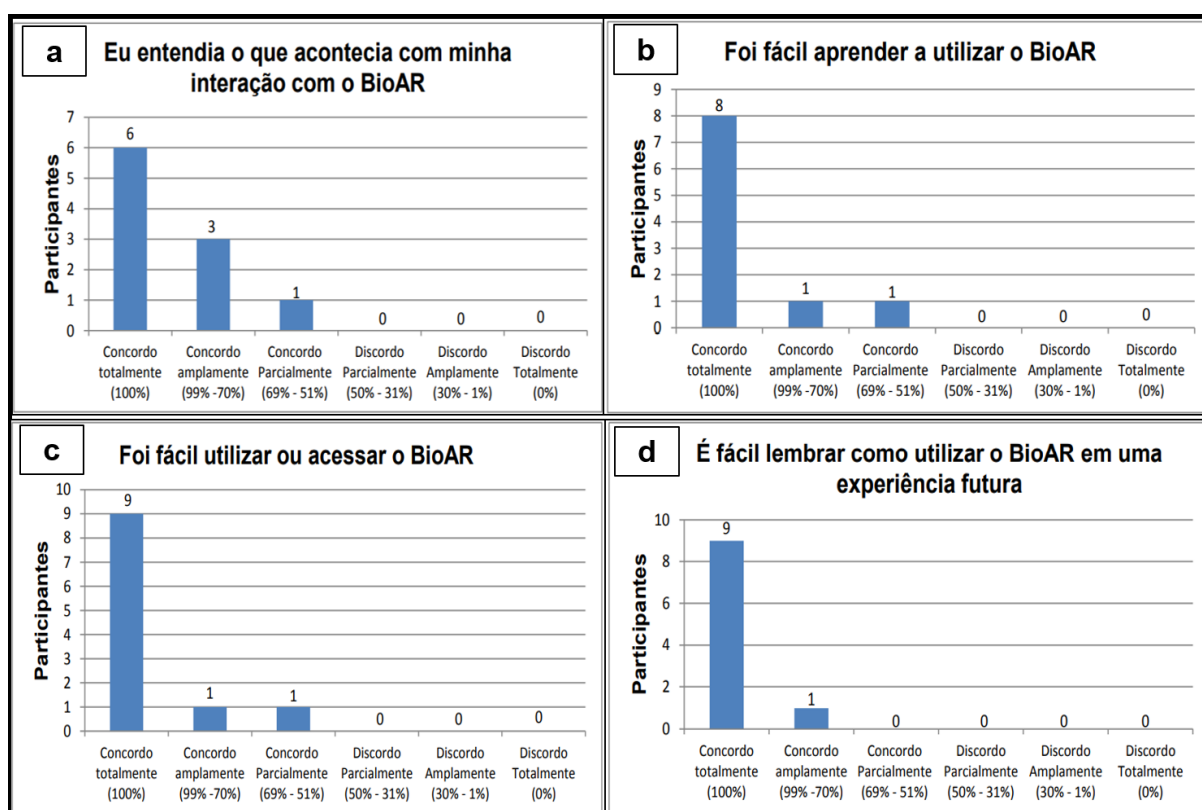 a
Eu entendia o que acontecia com minha
interação com o BioAR
Participantes
7
6
5
4
3
2
1
0
6
3
1
0
0
0
Concordo totalmente (100%)
Concordo amplamente (99% -70%)
Concordo Parcialmente (69% - 51%)
Discordo Parcialmente (50% - 31%)
Discordo Amplamente (30% - 1%)
Discordo Totalmente (0%)
b
Foi fácil aprender a utilizar o BioAR
Participantes
9
8
7
6
5
4
3
2
1
0
8
1
1
0
0
0
Concordo totalmente (100%)
Concordo amplamente (99% -70%)
Concordo Parcialmente (69% - 51%)
Discordo Parcialmente (50% - 31%)
Discordo Amplamente (30% - 1%)
Discordo Totalmente (0%)
c
Foi fácil utilizar ou acessar o BioAR
Participantes
10
9
8
7
6
5
4
3
2
1
0
9
1
1
0
0
0
Concordo totalmente (100%)
Concordo amplamente (99% -70%)
Concordo Parcialmente (69% - 51%)
Discordo Parcialmente (50% - 31%)
Discordo Amplamente (30% - 1%)
Discordo Totalmente (0%)
d
É fácil lembrar como utilizar o BioAR em uma
experiência futura
Participantes
10
8
6
4
2
0
9
1
0
0
0
0
Concordo totalmente (100%)
Concordo amplamente (99% -70%)
Concordo Parcialmente (69% - 51%)
Discordo Parcialmente (50% - 31%)
Discordo Amplamente (30% - 1%)
Discordo Totalmente (0%)